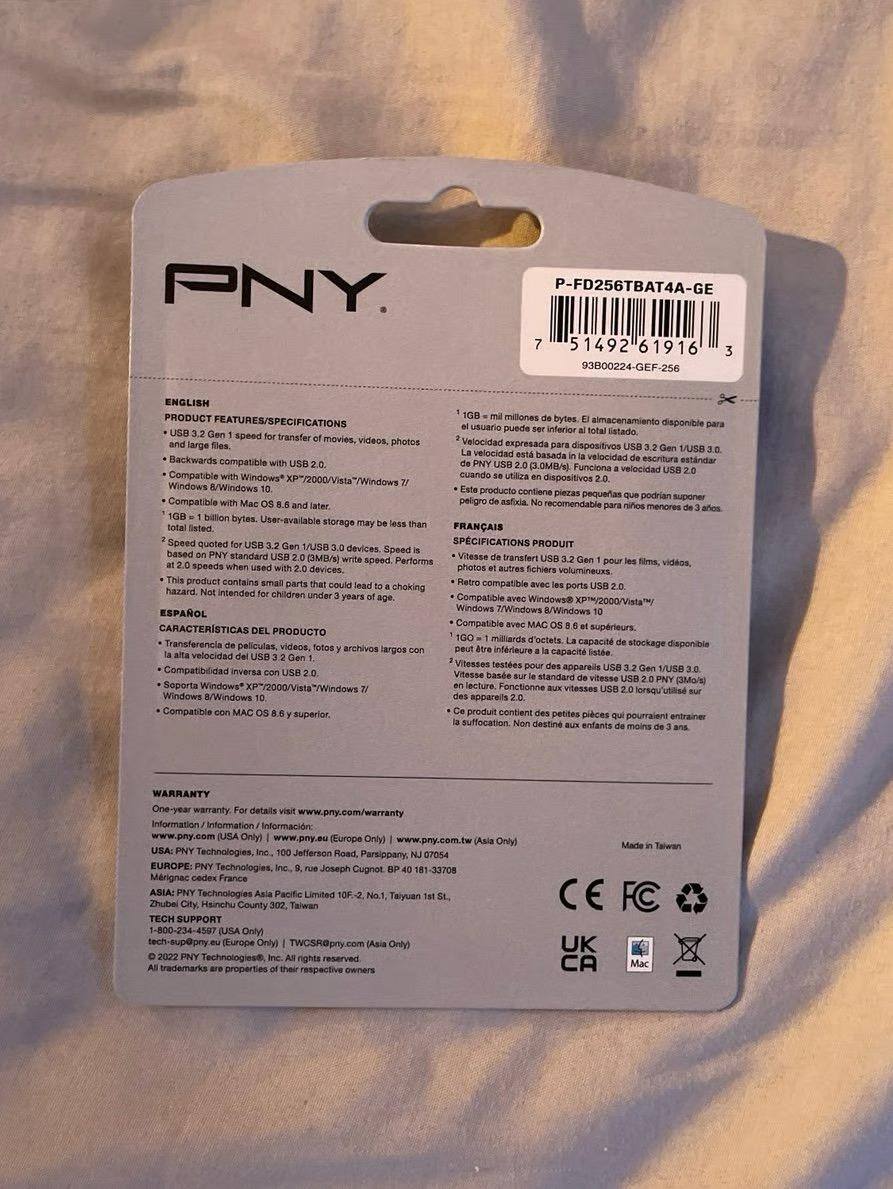 PNY®
P-FD256TBAT4A-GE
7 51492 61916 3
93B00224-GEF-256
ENGLISH
PRODUCT FEATURES/SPECIFICATIONS
• USB 3.2 Gen 1 speed for transfer of movies, videos, photos
and large files.
• Backwards compatible with USB 2.0.
• Compatible with Windows® XP™/2000/Vista™/Windows 7/
Windows 8/Windows 10.
• Compatible with Mac OS 8.6 and later.
¹ 1GB = 1 billion bytes. User-available storage may be less than
total listed.
² Speed quoted for USB 3.2 Gen 1/USB 3.0 devices. Speed is
based on PNY standard USB 2.0 (3MB/s) write speed. Performs
at 2.0 speeds when used with 2.0 devices.
• This product contains small parts that could lead to a choking
hazard. Not intended for children under 3 years of age.
ESPAÑOL
CARACTERÍSTICAS DEL PRODUCTO
• Transferencia de películas, videos, fotos y archivos largos con
la alta velocidad del USB 3.2 Gen 1.
• Compatibilidad inversa con USB 2.0.
• Soporta Windows® XP™/2000/Vista™/Windows 7/
Windows 8/Windows 10.
• Compatible con MAC OS 8.6 y superior.
¹ 1GB = mil millones de bytes. El almacenamiento disponible para
el usuario puede ser inferior al total listado.
² Velocidad expresada para dispositivos USB 3.2 Gen 1/USB 3.0.
La velocidad está basada in la velocidad de escritura estándar
de PNY USB 2.0 (3.0MB/s). Funciona a velocidad USB 2.0
cuando se utiliza en dispositivos 2.0.
• Este producto contiene piezas pequeñas que podrían suponer
peligro de asfixia. No recomendable para niños menores de 3 años.
FRANÇAIS
SPÉCIFICATIONS PRODUIT
• Vitesse de transfert USB 3.2 Gen 1 pour les films, vidéos,
photos et autres fichiers volumineuxs.
• Retro compatible avec les ports USB 2.0.
• Compatible avec Windows® XP™/2000/Vista™/
Windows 7/Windows 8/Windows 10
• Compatible avec MAC OS 8.6 et supérieurs.
¹ 1GO = 1 milliards d'octets. La capacité de stockage disponible
peut être inférieure a la capacité listée.
² Vitesses testées pour des appareils USB 3.2 Gen 1/USB 3.0.
Vitesse basée sur le standard de vitesse USB 2.0 PNY (3Mo/s)
en lecture. Fonctionne aux vitesses USB 2.0 lorsqu'utilisé sur
des appareils 2.0.
• Ce produit contient des petites pièces qui pourraient entrainer
la suffocation. Non destiné aux enfants de moins de 3 ans.
WARRANTY
One-year warranty. For details visit www.pny.com/warranty
Information / Information / Información:
www.pny.com (USA Only) | www.pny.eu (Europe Only) | www.pny.com.tw (Asia Only)
USA: PNY Technologies, Inc., 100 Jefferson Road, Parsippany, NJ 07054
EUROPE: PNY Technologies, Inc., 9, rue Joseph Cugnot. BP 40 181-33708
Mérignac cedex France
ASIA: PNY Technologies Asia Pacific Limited 10F.-2, No.1, Taiyuan 1st St.,
Zhubei City, Hsinchu County 302, Taiwan
TECH SUPPORT
1-800-234-4597 (USA Only)
tech-sup@pny.eu (Europe Only) | TWCSR@pny.com (Asia Only)
© 2022 PNY Technologies®, Inc. All rights reserved.
All trademarks are properties of their respective owners
Made in Taiwan
CE FC
UK
CA
Mac